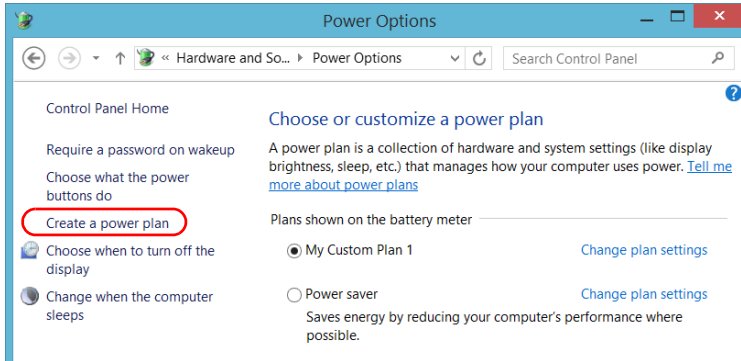 Power Options
« Hardware and So... Power Options
Search Control Panel
Control Panel Home
Require a password on wakeup
Choose what the power
buttons do
Create a power plan
Choose when to turn off the
display
Change when the computer
sleeps
Choose or customize a power plan
A power plan is a collection of hardware and system settings (like display
brightness, sleep, etc.) that manages how your computer uses power. Tell me
more about power plans
Plans shown on the battery meter
My Custom Plan 1 Change plan settings
Power saver Change plan settings
Saves energy by reducing your computer's performance where
possible.